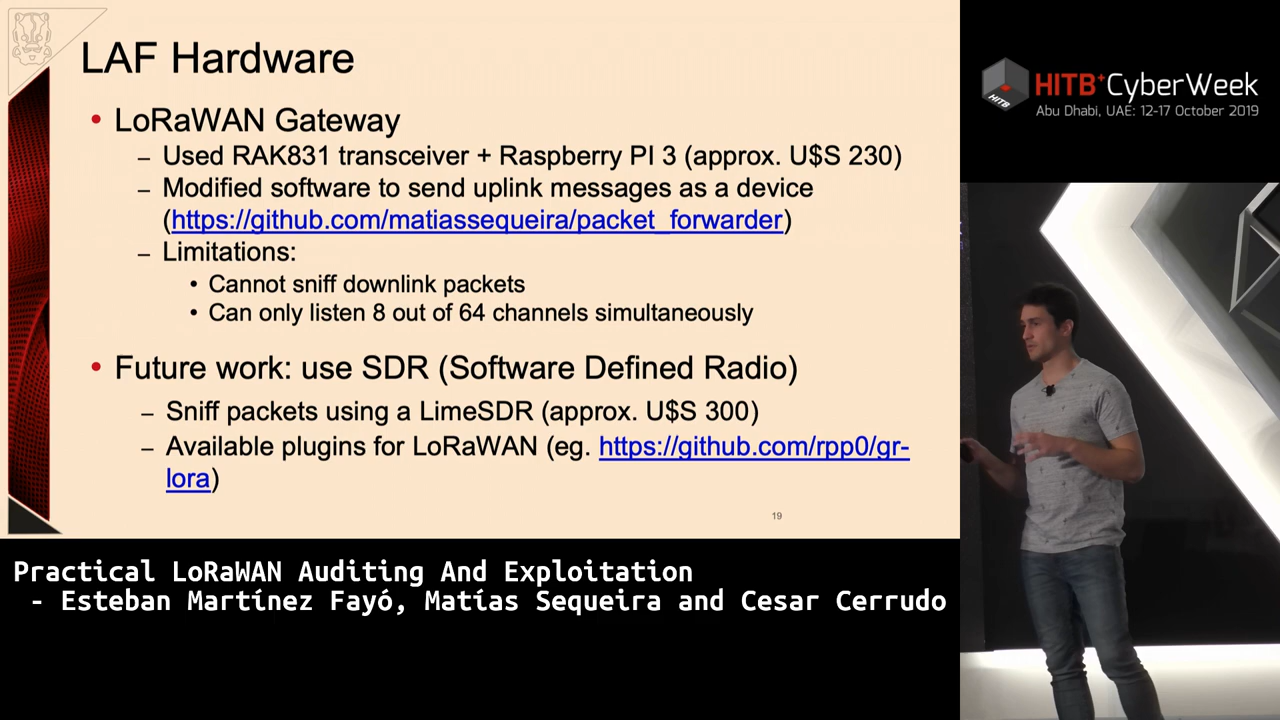 LAF Hardware
• LoRaWAN Gateway
– Used RAK831 transceiver + Raspberry PI 3 (approx. U$S 230)
– Modified software to send uplink messages as a device
(https://github.com/matiassequeira/packet_forwarder)
– Limitations:
• Cannot sniff downlink packets
• Can only listen 8 out of 64 channels simultaneously
• Future work: use SDR (Software Defined Radio)
– Sniff packets using a LimeSDR (approx. U$S 300)
– Available plugins for LoRaWAN (eg. https://github.com/rpp0/gr-
lora)
19
HITB
HITB+CyberWeek
Abu Dhabi, UAE: 12-17 October 2019
Practical LoRaWAN Auditing And Exploitation
- Esteban Martínez Fayó, Matías Sequeira and Cesar Cerrudo